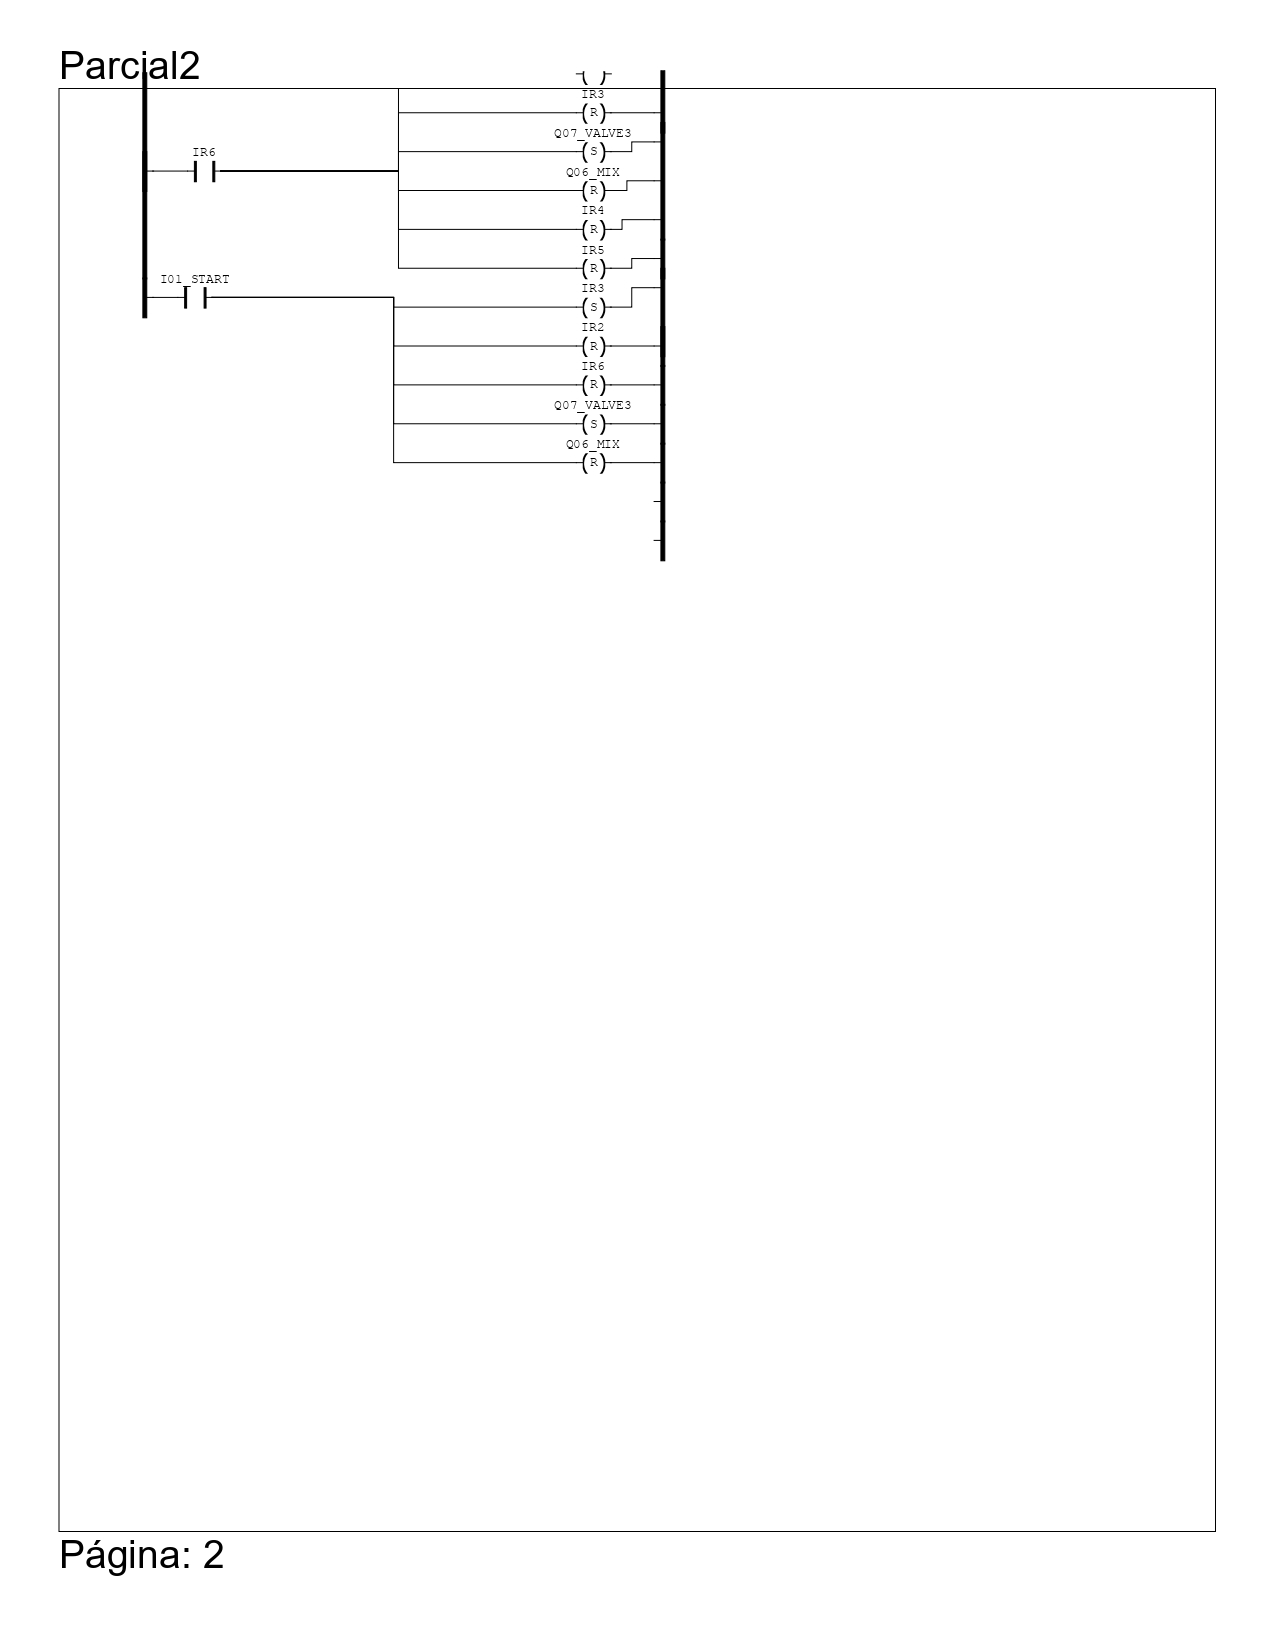 Parcial2
IR3
R
Q07_VALVE3
S
IR6
Q06_MIX
R
IR4
R
IR5
R
I01_START
IR3
S
IR2
R
IR6
R
Q07_VALVE3
S
Q06_MIX
R
Página: 2